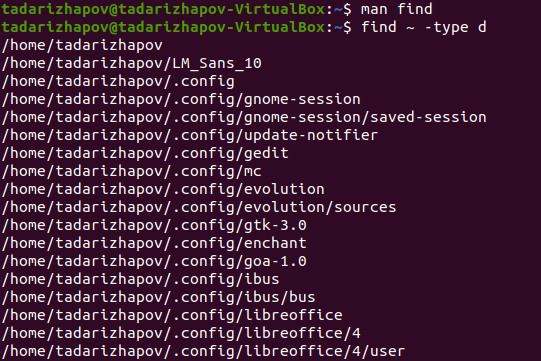 tadarizhapov@tadarizhapov-VirtualBox:~$ man find
tadarizhapov@tadarizhapov-VirtualBox:~$ find ~ -type d
/home/tadarizhapov
/home/tadarizhapov/LM_Sans_10
/home/tadarizhapov/.config
/home/tadarizhapov/.config/gnome-session
/home/tadarizhapov/.config/gnome-session/saved-session
/home/tadarizhapov/.config/update-notifier
/home/tadarizhapov/.config/gedit
/home/tadarizhapov/.config/mc
/home/tadarizhapov/.config/evolution
/home/tadarizhapov/.config/evolution/sources
/home/tadarizhapov/.config/gtk-3.0
/home/tadarizhapov/.config/enchant
/home/tadarizhapov/.config/goa-1.0
/home/tadarizhapov/.config/ibus
/home/tadarizhapov/.config/ibus/bus
/home/tadarizhapov/.config/libreoffice
/home/tadarizhapov/.config/libreoffice/4
/home/tadarizhapov/.config/libreoffice/4/user